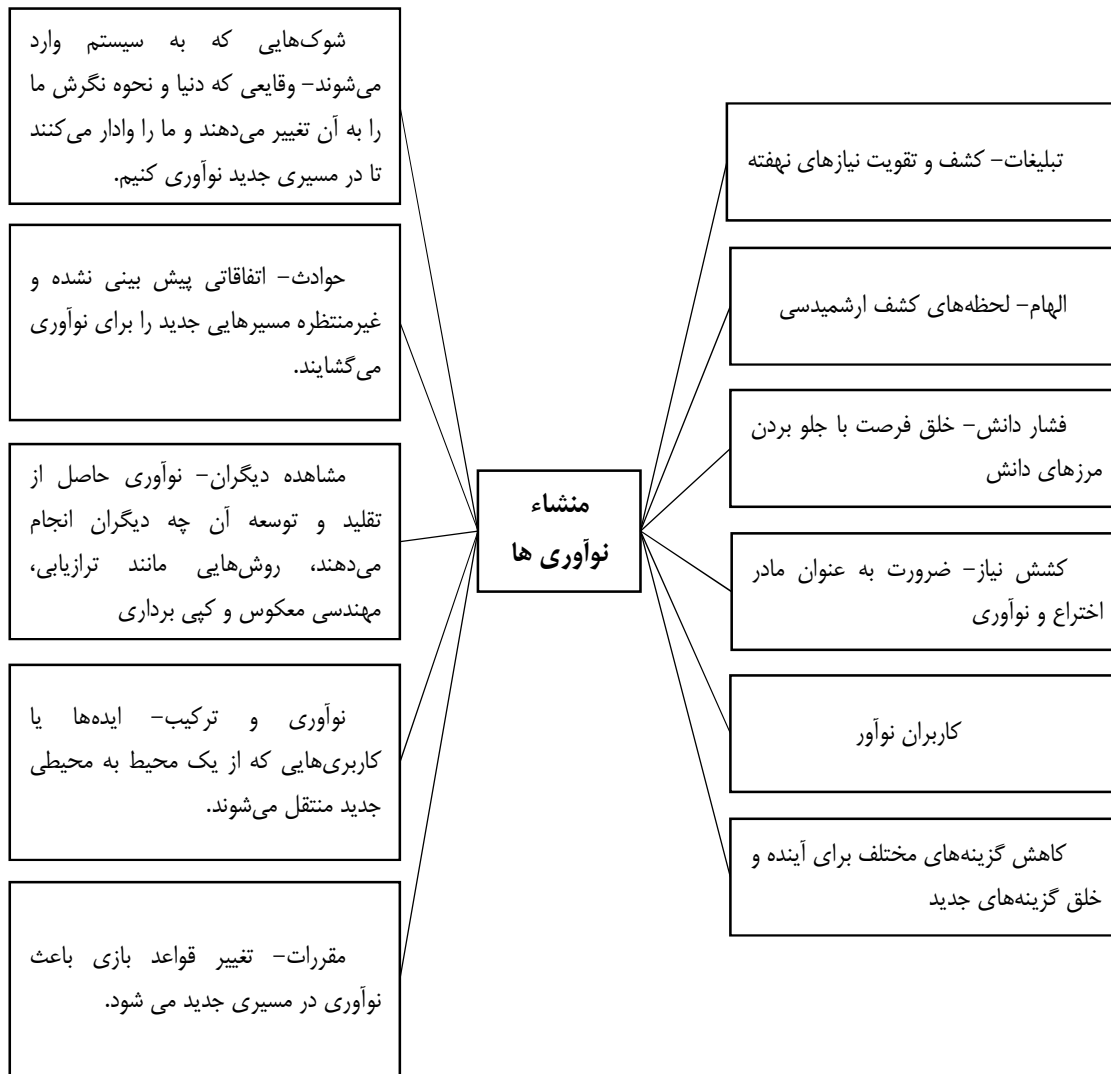 تبلیغات– کشف و تقویت نیازهای نهفته
الهام– لحظه‌های کشف ارشمیدسی
فشار دانش– خلق فرصت با جلو بردن
مرزهای دانش
کشش نیاز– ضرورت به عنوان مادر
اختراع و نوآوری
کاربران نوآور
کاهش گزینه‌های مختلف برای آینده و
خلق گزینه‌های جدید
منشاء
نوآوری ها
شوک‌هایی که به سیستم وارد
می‌شوند– وقایعی که دنیا و نحوه نگرش ما
را به آن تغییر می‌دهند و ما را وادار می‌کنند
تا در مسیری جدید نوآوری کنیم.
حوادث– اتفاقاتی پیش بینی نشده و
غیرمنتظره مسیرهایی جدید را برای نوآوری
می‌گشایند.
مشاهده دیگران– نوآوری حاصل از
تقلید و توسعه آن چه دیگران انجام
می‌دهند، روش‌هایی مانند ترازیابی،
مهندسی معکوس و کپی برداری
نوآوری و ترکیب– ایده‌ها یا
کاربری‌هایی که از یک محیط به محیطی
جدید منتقل می‌شوند.
مقررات– تغییر قواعد بازی باعث
نوآوری در مسیری جدید می شود.